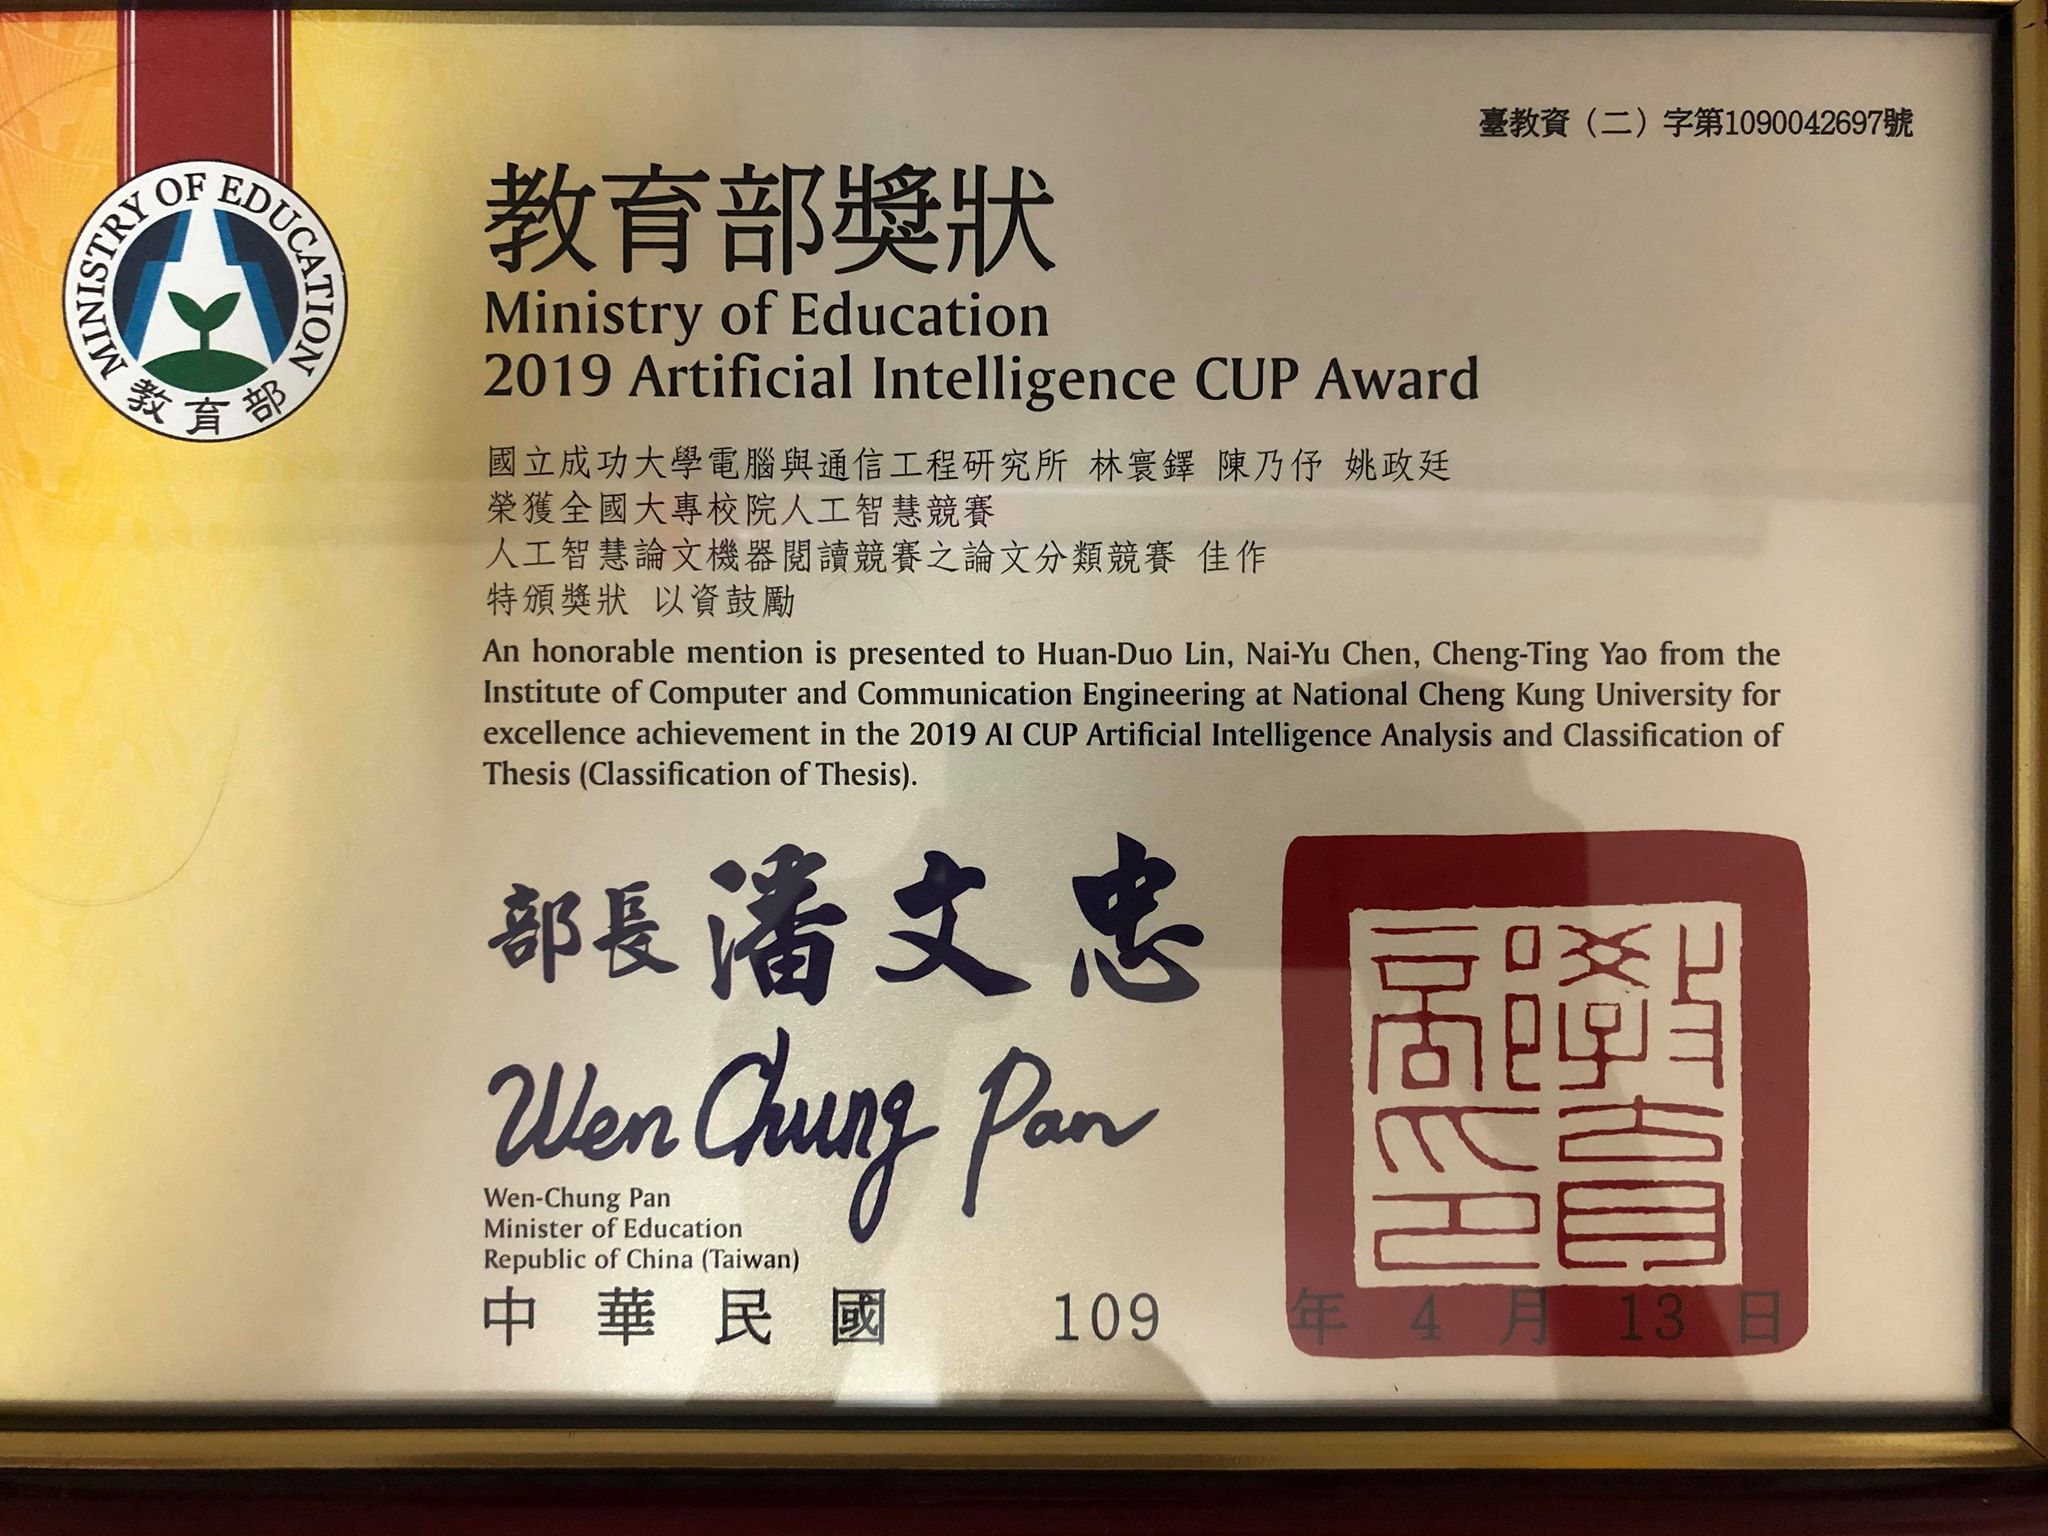 臺教資（二）字第1090042697號
MINISTRY OF EDUCATION
教育部
教育部獎狀
Ministry of Education
2019 Artificial Intelligence CUP Award
國立成功大學電腦與通信工程研究所 林寰鐸 陳乃伃 姚政廷
榮獲全國大專校院人工智慧競賽
人工智慧論文機器閱讀競賽之論文分類競賽 佳作
特頒獎狀 以資鼓勵
An honorable mention is presented to Huan-Duo Lin, Nai-Yu Chen, Cheng-Ting Yao from the
Institute of Computer and Communication Engineering at National Cheng Kung University for
excellence achievement in the 2019 AI CUP Artificial Intelligence Analysis and Classification of
Thesis (Classification of Thesis).
部長 潘文忠
Wen Chung Pan
Wen-Chung Pan
Minister of Education
Republic of China (Taiwan)
教育部印
中華民國 109 年 4 月 13 日